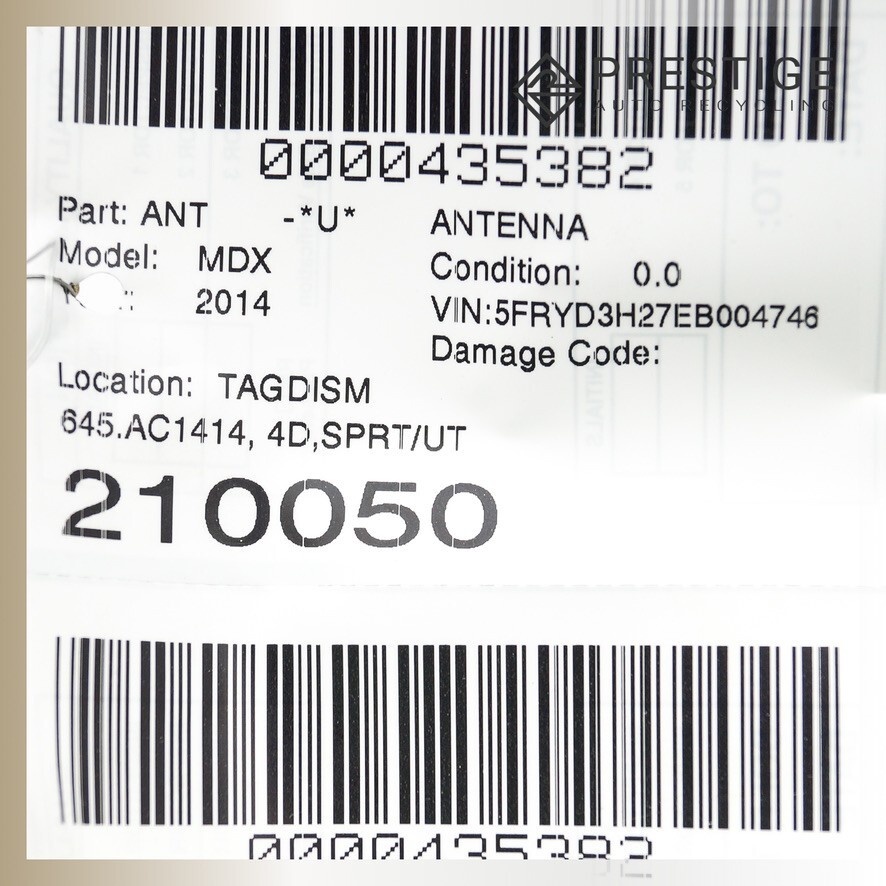 PRESTIGE
AUTO RECYCLING
0000435382
Part: ANT -*U* ANTENNA
Model: MDX Condition: 0.0
2014 VIN:5FRYD3H27EB004746
Damage Code:
Location: TAGDISM
645.AC1414, 4D,SPRT/UT
210050
0000435382